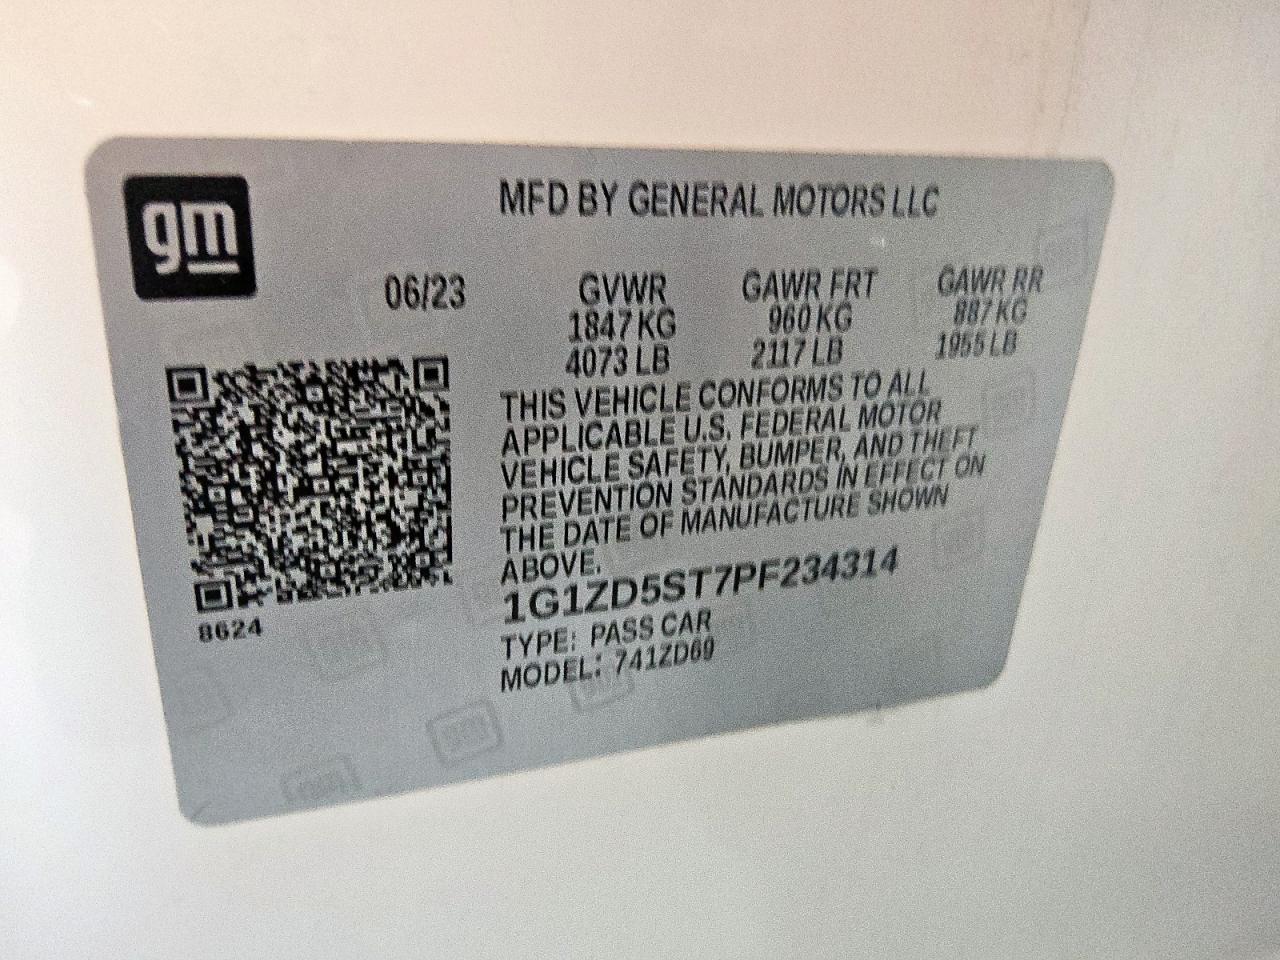 gm
MFD BY GENERAL MOTORS LLC
06/23 GVWR GAWR FRT GAWR RR
1847 KG 960 KG 887 KG
4073 LB 2117 LB 1955 LB
THIS VEHICLE CONFORMS TO ALL
APPLICABLE U.S. FEDERAL MOTOR
VEHICLE SAFETY, BUMPER, AND THEFT
PREVENTION STANDARDS IN EFFECT ON
THE DATE OF MANUFACTURE SHOWN
ABOVE.
1G1ZD5ST7PF234314
TYPE: PASS CAR
MODEL: 741ZD69
8624